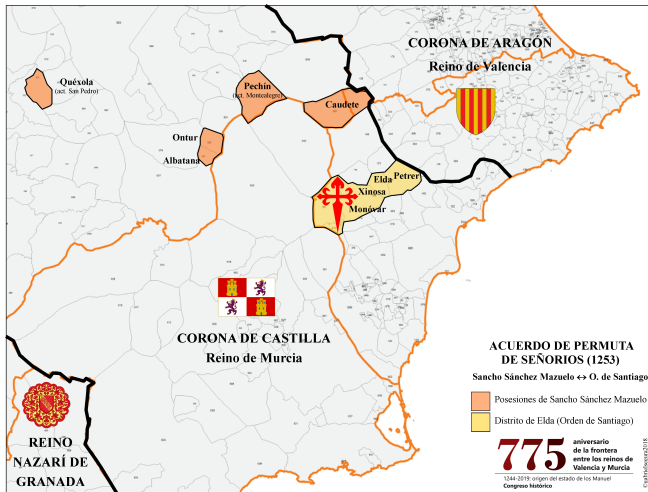 CORONA DE ARAGÓN
Reino de Valencia
Quéxola
(act. San Pedro)
Pechín
(act. Montealegre)
Caudete
Ontur
Albatana
Petrer
Elda
Xinosa
Monóvar
CORONA DE CASTILLA
Reino de Murcia
REINO
NAZARÍ DE
GRANADA
ACUERDO DE PERMUTA
DE SEÑORIOS (1253)
Sancho Sánchez Mazuelo ↔ O. de Santiago
Posesiones de Sancho Sánchez Mazuelo
Distrito de Elda (Orden de Santiago)
775
aniversario
de la frontera
entre los reinos de
Valencia y Murcia
1244-2019: origen del estado de los Manuel
Congreso histórico